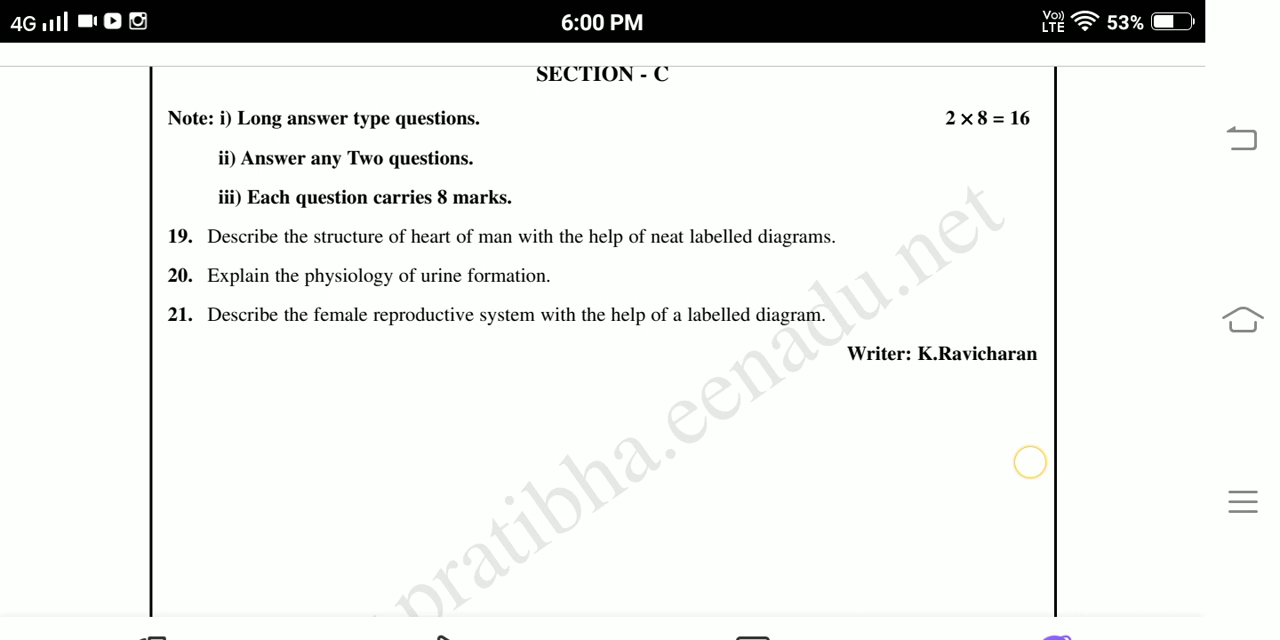 4G 6:00 PM Vo) LTE 53%
SECTION - C
Note: i) Long answer type questions. 2 × 8 = 16
ii) Answer any Two questions.
iii) Each question carries 8 marks.
19. Describe the structure of heart of man with the help of neat labelled diagrams.
20. Explain the physiology of urine formation.
21. Describe the female reproductive system with the help of a labelled diagram.
Writer: K.Ravicharan
pratibha.eenadu.net